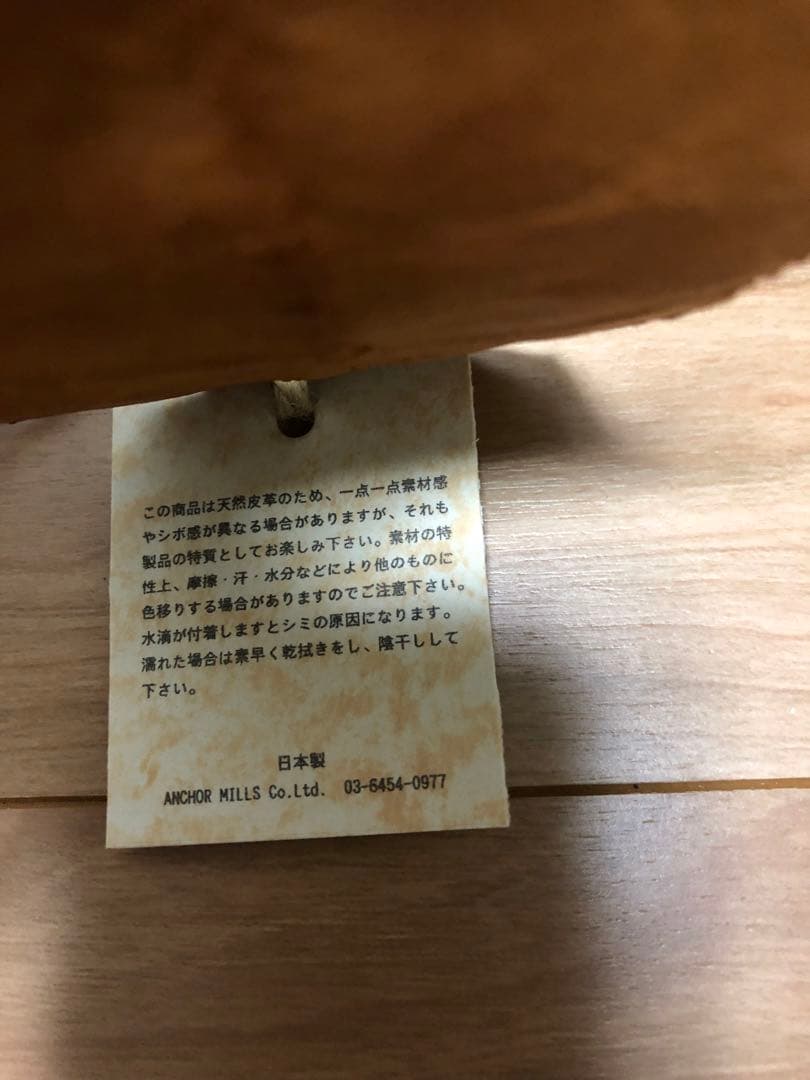 この商品は天然皮革のため、一点一点素材感
やシボ感が異なる場合がありますが、それも
製品の特質としてお楽しみ下さい。素材の特
性上、摩擦・汗・水分などにより他のものに
色移りする場合がありますのでご注意下さい。
水滴が付着しますとシミの原因になります。
濡れた場合は素早く乾拭きをし、陰干しして
下さい。
日本製
ANCHOR MILLS Co.Ltd. 03-6454-0977